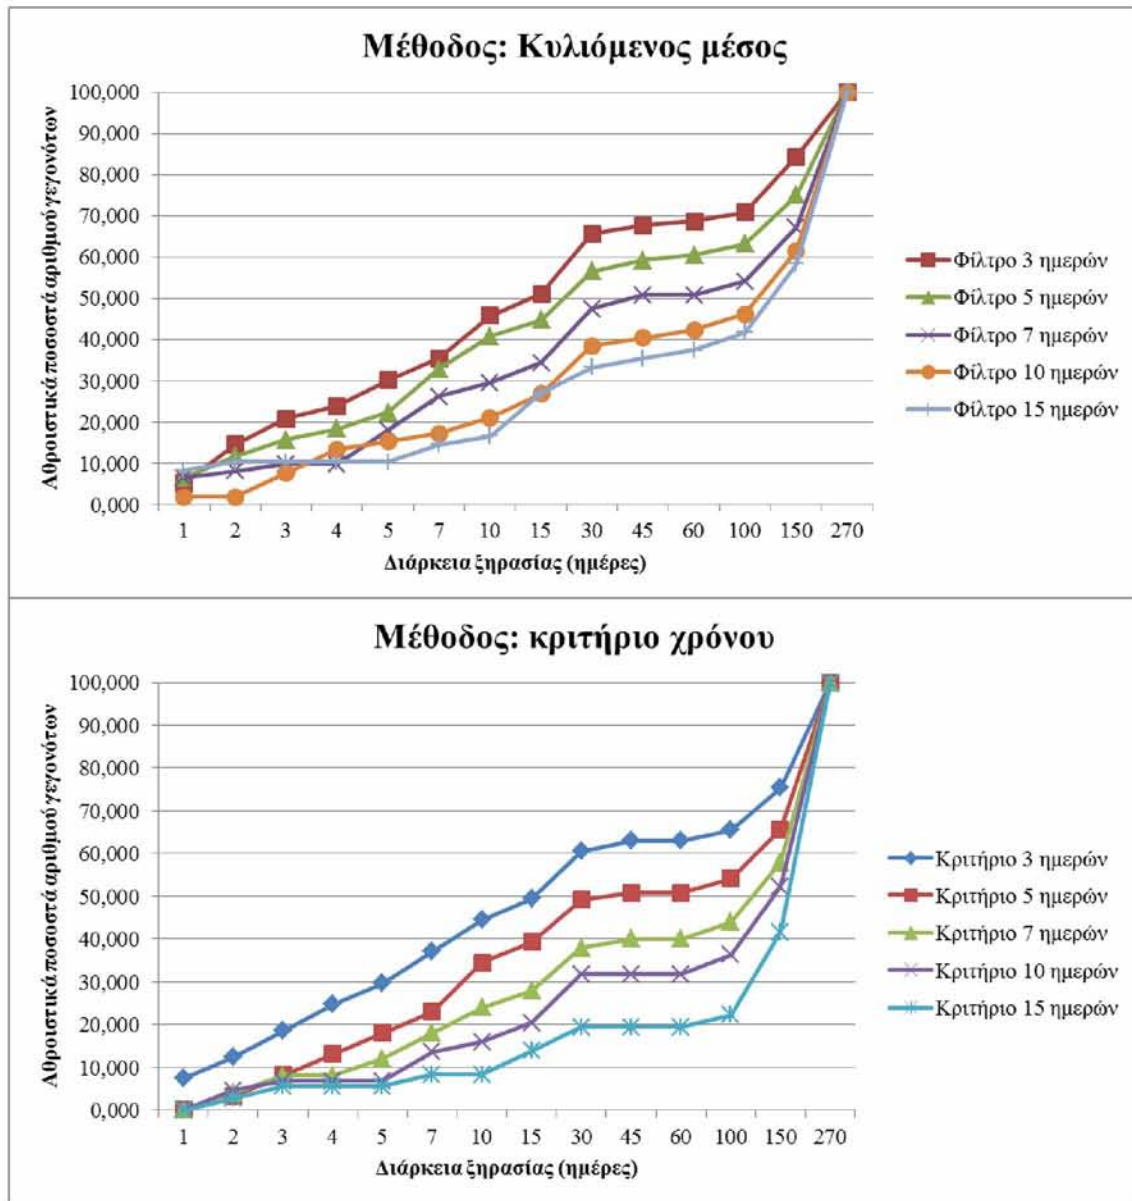 Μέθοδος: Κυλιόμενος μέσος
Αθροιστικά ποσοστά αριθμού γεγονότων
100,000
90,000
80,000
70,000
60,000
50,000
40,000
30,000
20,000
10,000
0,000
1 2 3 4 5 7 10 15 30 45 60 100 150 270
Διάρκεια ξηρασίας (ημέρες)
Φίλτρο 3 ημερών
Φίλτρο 5 ημερών
Φίλτρο 7 ημερών
Φίλτρο 10 ημερών
Φίλτρο 15 ημερών
Μέθοδος: κριτήριο χρόνου
Αθροιστικά ποσοστά αριθμού γεγονότων
100,000
90,000
80,000
70,000
60,000
50,000
40,000
30,000
20,000
10,000
0,000
1 2 3 4 5 7 10 15 30 45 60 100 150 270
Διάρκεια ξηρασίας (ημέρες)
Κριτήριο 3 ημερών
Κριτήριο 5 ημερών
Κριτήριο 7 ημερών
Κριτήριο 10 ημερών
Κριτήριο 15 ημερών